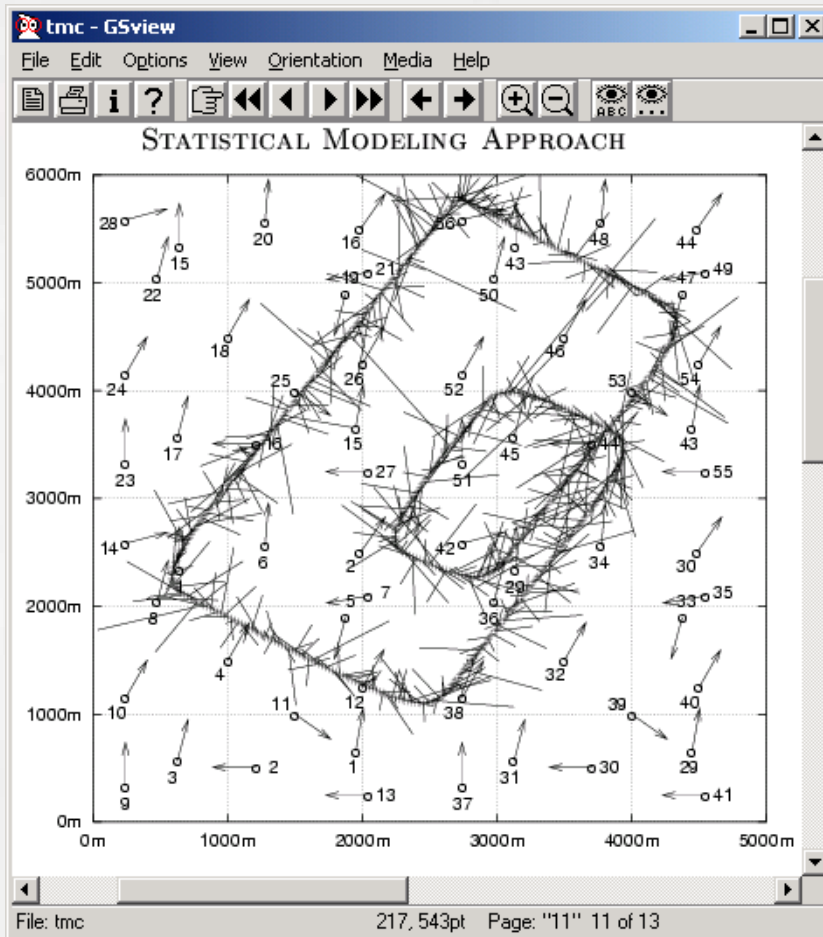 tmc - GSview
File Edit Options View Orientation Media Help
ABC
STATISTICAL MODELING APPROACH
6000m
28 20 16 56 48 44
15 43
5000m
22 19 21 50 47 49
18 46
4000m
24 25 26 52 53 54
17 16 15 45 44 43
23 27 51 55
3000m
14 6 2 42 34 30
29
2000m
8 5 7 36 33 35
4 32
1000m
10 11 12 38 39 40
3 2 1 31 30 29
9 13 37 41
0m
0m 1000m 2000m 3000m 4000m 5000m
File: tmc 217, 543pt Page: "11" 11 of 13